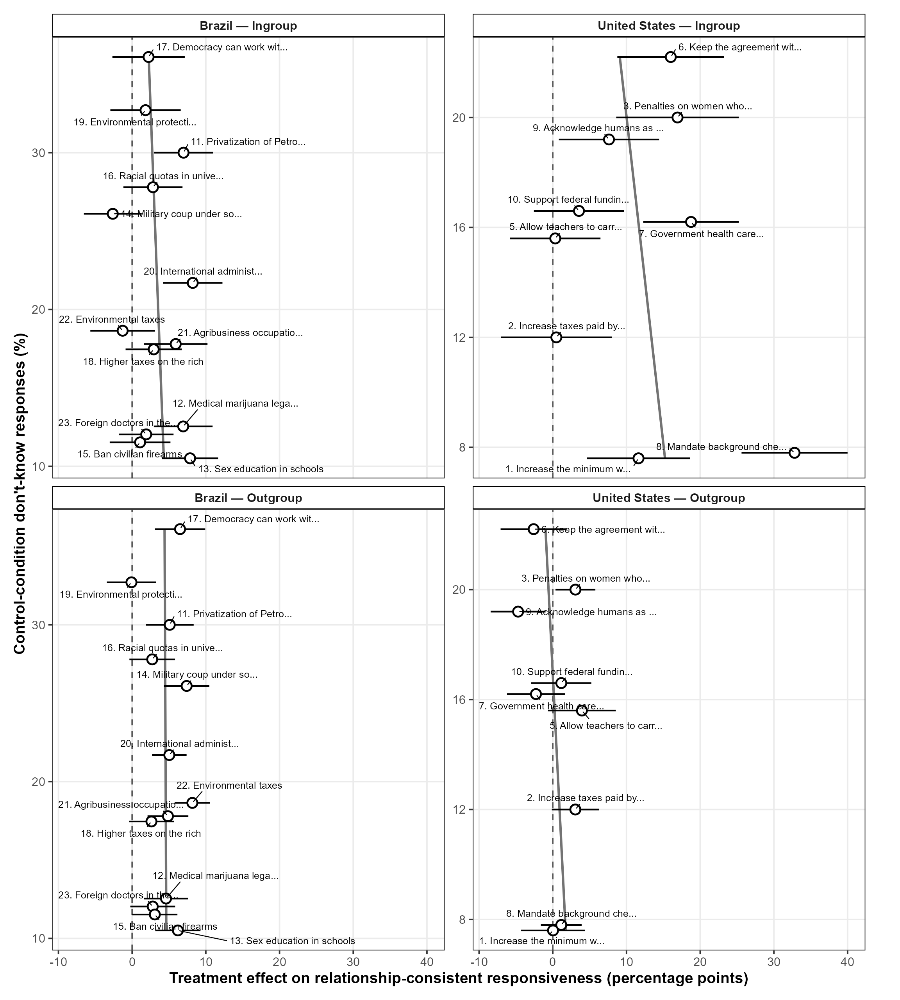 Brazil — Ingroup
17. Democracy can work wit...
19. Environmental protecti...
11. Privatization of Petro...
16. Racial quotas in unive...
14. Military coup under so...
20. International administ...
22. Environmental taxes
21. Agribusiness occupatio...
18. Higher taxes on the rich
12. Medical marijuana lega...
23. Foreign doctors in the...
15. Ban civilian firearms
13. Sex education in schools
30
20
10
United States — Ingroup
6. Keep the agreement wit...
3. Penalties on women who...
9. Acknowledge humans as ...
10. Support federal fundin...
5. Allow teachers to carr...
7. Government health care...
2. Increase taxes paid by...
8. Mandate background che...
1. Increase the minimum w...
20
16
12
8
Brazil — Outgroup
17. Democracy can work wit...
19. Environmental protecti...
11. Privatization of Petro...
16. Racial quotas in unive...
14. Military coup under so...
20. International administ...
22. Environmental taxes
21. Agribusiness occupatio...
18. Higher taxes on the rich
12. Medical marijuana lega...
23. Foreign doctors in the...
15. Ban civilian firearms
13. Sex education in schools
30
20
10
-10 0 10 20 30 40
United States — Outgroup
6. Keep the agreement wit...
3. Penalties on women who...
9. Acknowledge humans as ...
10. Support federal fundin...
7. Government health care...
5. Allow teachers to carr...
2. Increase taxes paid by...
8. Mandate background che...
1. Increase the minimum w...
20
16
12
8
-10 0 10 20 30 40
Control-condition don't-know responses (%)
Treatment effect on relationship-consistent responsiveness (percentage points)